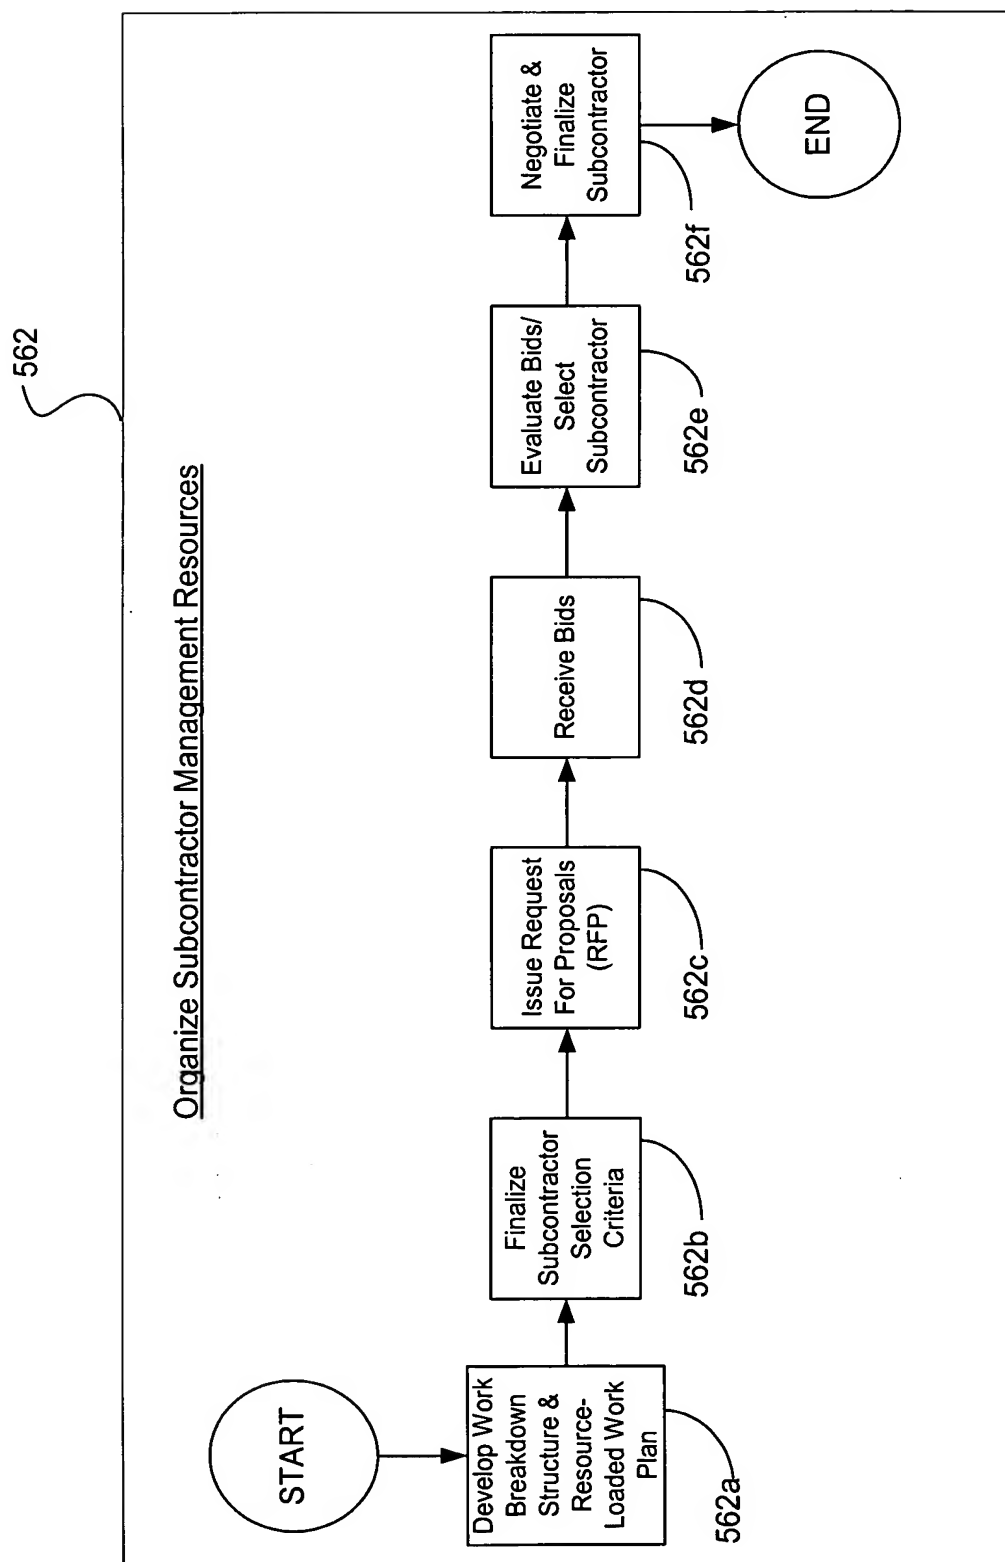 562
Organize Subcontractor Management Resources
START
Develop Work
Breakdown
Structure &
Resource-
Loaded Work
Plan
562a
Finalize
Subcontractor
Selection
Criteria
562b
Issue Request
For Proposals
(RFP)
562c
Receive Bids
562d
Evaluate Bids/
Select
Subcontractor
562e
Negotiate &
Finalize
Subcontractor
562f
END